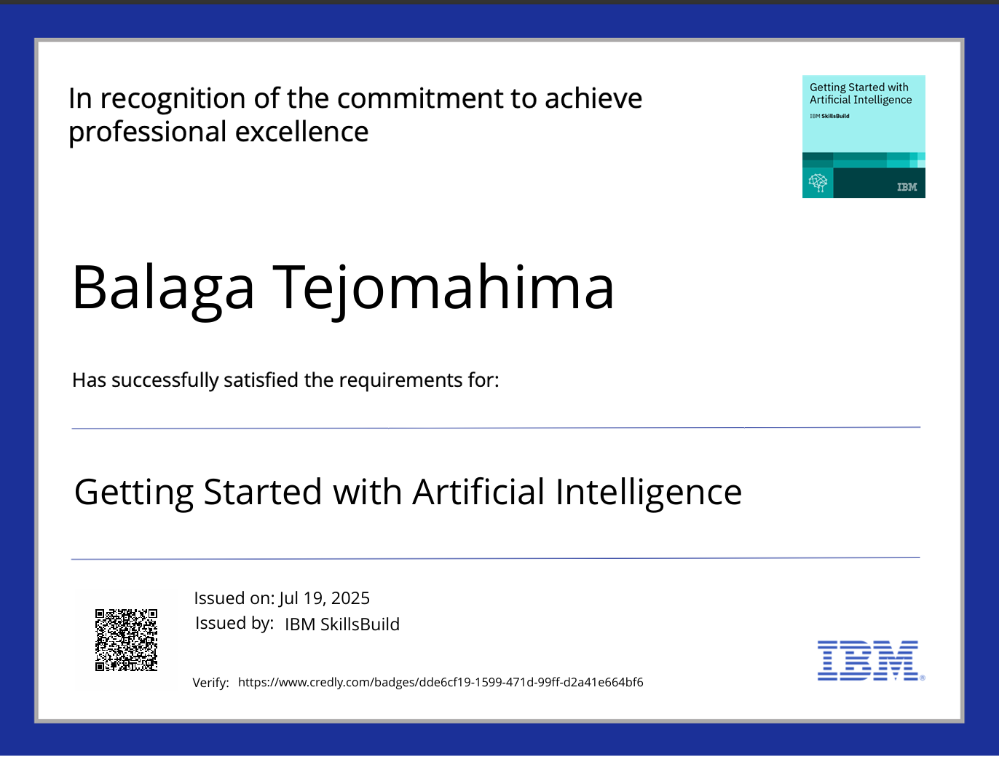 In recognition of the commitment to achieve
professional excellence
Getting Started with
Artificial Intelligence
IBM SkillsBuild
IBM
Balaga Tejomahima
Has successfully satisfied the requirements for:
Getting Started with Artificial Intelligence
Issued on: Jul 19, 2025
Issued by: IBM SkillsBuild
Verify: https://www.credly.com/badges/dde6cf19-1599-471d-99ff-d2a41e664bf6
IBM®